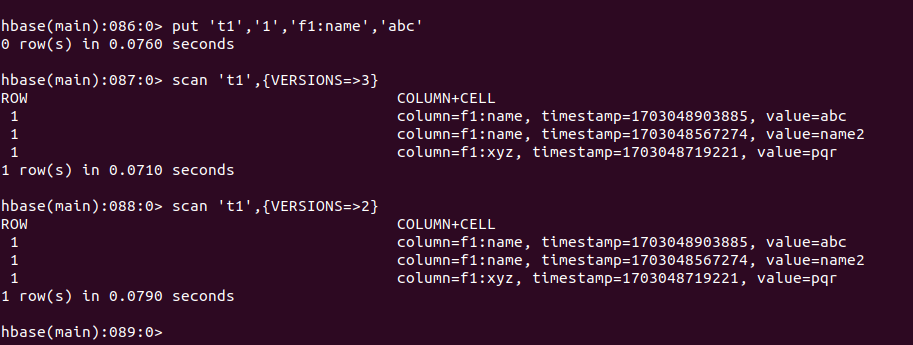 hbase(main):086:0> put 't1','1','f1:name','abc'
0 row(s) in 0.0760 seconds
hbase(main):087:0> scan 't1',{VERSIONS=>3}
ROW COLUMN+CELL
1 column=f1:name, timestamp=1703048903885, value=abc
1 column=f1:name, timestamp=1703048567274, value=name2
1 column=f1:xyz, timestamp=1703048719221, value=pqr
1 row(s) in 0.0710 seconds
hbase(main):088:0> scan 't1',{VERSIONS=>2}
ROW COLUMN+CELL
1 column=f1:name, timestamp=1703048903885, value=abc
1 column=f1:name, timestamp=1703048567274, value=name2
1 column=f1:xyz, timestamp=1703048719221, value=pqr
1 row(s) in 0.0790 seconds
hbase(main):089:0>